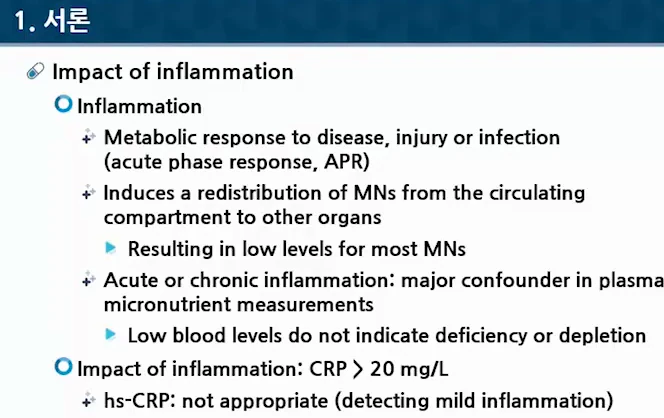 1. 서론
Impact of inflammation
Inflammation
Metabolic response to disease, injury or infection
(acute phase response, APR)
Induces a redistribution of MNs from the circulating
compartment to other organs
Resulting in low levels for most MNs
Acute or chronic inflammation: major confounder in plasma
micronutrient measurements
Low blood levels do not indicate deficiency or depletion
Impact of inflammation: CRP > 20 mg/L
hs-CRP: not appropriate (detecting mild inflammation)